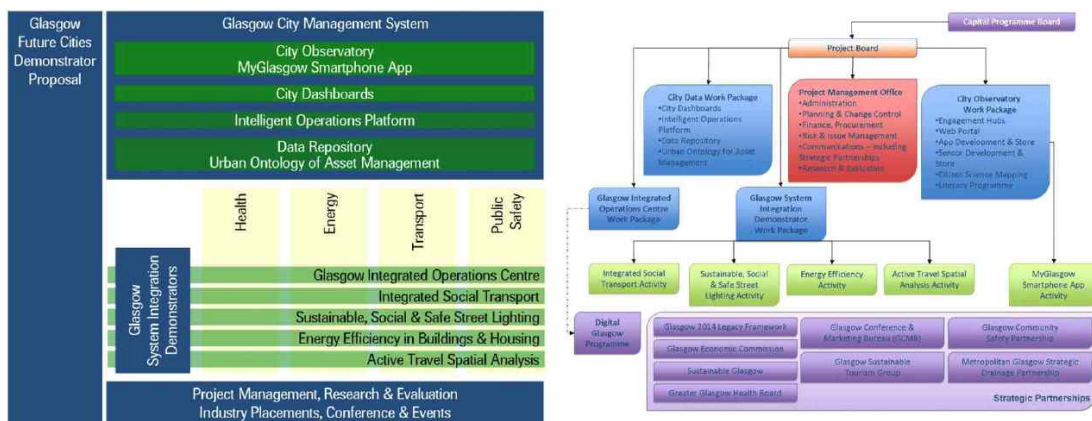 Glasgow
Future Cities
Demonstrator
Proposal
Glasgow City Management System
City Observatory
MyGlasgow Smartphone App
City Dashboards
Intelligent Operations Platform
Data Repository
Urban Ontology of Asset Management
Health
Energy
Transport
Public
Safety
Glasgow
System Integration
Demonstrators
Glasgow Integrated Operations Centre
Integrated Social Transport
Sustainable, Social & Safe Street Lighting
Energy Efficiency in Buildings & Housing
Active Travel Spatial Analysis
Project Management, Research & Evaluation
Industry Placements, Conference & Events
Capital Programme Board
Project Board
City Data Work Package
•City Dashboards
•Intelligent Operations
Platform
•Data Repository
•Urban Ontology for Asset
Management
Project Management Office
•Administration
•Planning & Change Control
•Finance, Procurement
•Risk & Issue Management
•Communications – including
Strategic Partnerships
•Research & Evaluation
City Observatory
Work Package
•Engagement Hubs
•Web Portal
•App Development & Store
•Sensor Development &
Store
•Citizen Science Mapping
•Literacy Programme
Glasgow Integrated
Operations Centre
Work Package
Glasgow System
Integration
Demonstrator
Work Package
Integrated Social
Transport Activity
Sustainable, Social
& Safe Street
Lighting Activity
Energy Efficiency
Activity
Active Travel Spatial
Analysis Activity
MyGlasgow
Smartphone App
Activity
Digital
Glasgow
Programme
Glasgow 2014 Legacy Framework
Glasgow Economic Commission
Sustainable Glasgow
Greater Glasgow Health Board
Glasgow Conference &
Marketing Bureau (GCMB)
Glasgow Sustainable
Tourism Group
Glasgow Community
Safety Partnership
Metropolitan Glasgow Strategic
Drainage Partnership
Strategic Partnerships